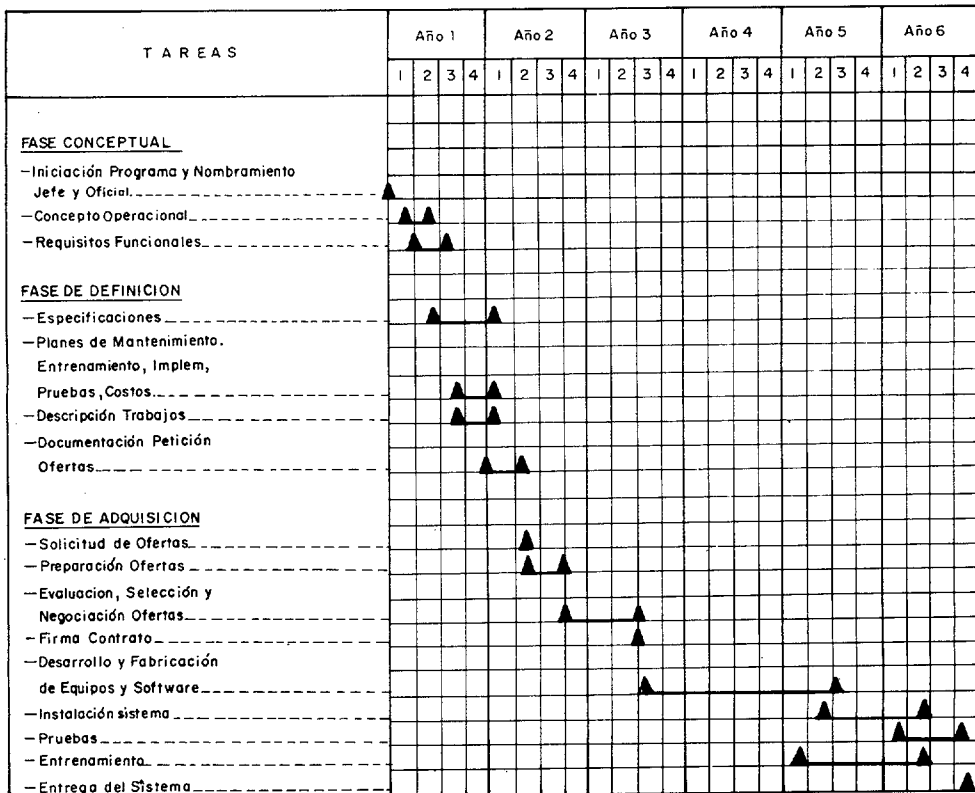 TAREAS
Año 1 Año 2 Año 3 Año 4 Año 5 Año 6
1 2 3 4 1 2 3 4 1 2 3 4 1 2 3 4 1 2 3 4 1 2 3 4
FASE CONCEPTUAL
-Iniciación Programa y Nombramiento
Jefe y Oficial
-Concepto Operacional
-Requisitos Funcionales
FASE DE DEFINICION
-Especificaciones
-Planes de Mantenimiento.
Entrenamiento, Implem,
Pruebas, Costos
-Descripción Trabajos
-Documentación Petición
Ofertas
FASE DE ADQUISICION
-Solicitud de Ofertas
-Preparación Ofertas
-Evaluacion, Selección y
Negociación Ofertas
-Firma Contrato
-Desarrollo y Fabricación
de Equipos y Software
-Instalación sistema
-Pruebas
-Entrenamiento
-Entrega del Sistema